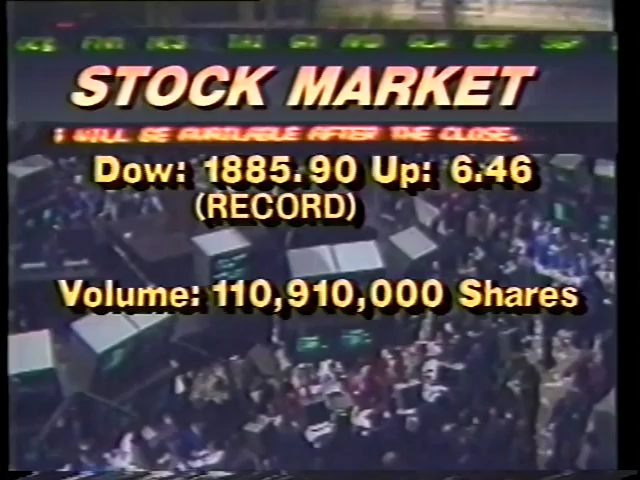 STOCK MARKET
WILL BE AVAILABLE AFTER THE CLOSE.
Dow: 1885.90 Up: 6.46
(RECORD)
Volume: 110,910,000 Shares